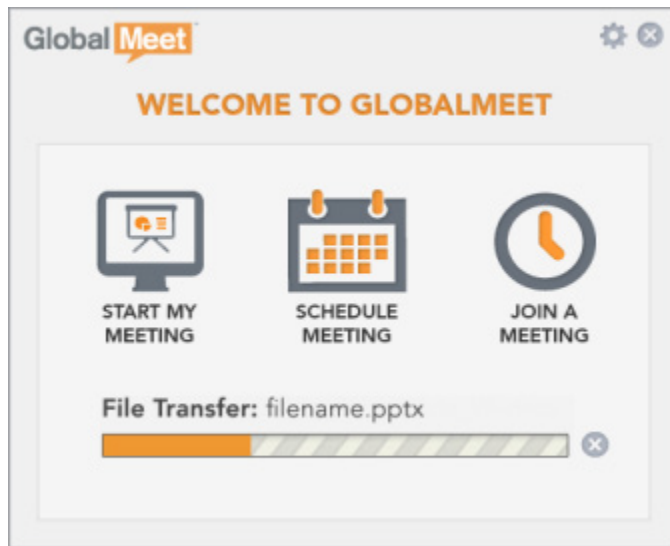 Global Meet
WELCOME TO GLOBALMEET
START MY
MEETING
SCHEDULE
MEETING
JOIN A
MEETING
File Transfer: filename.pptx